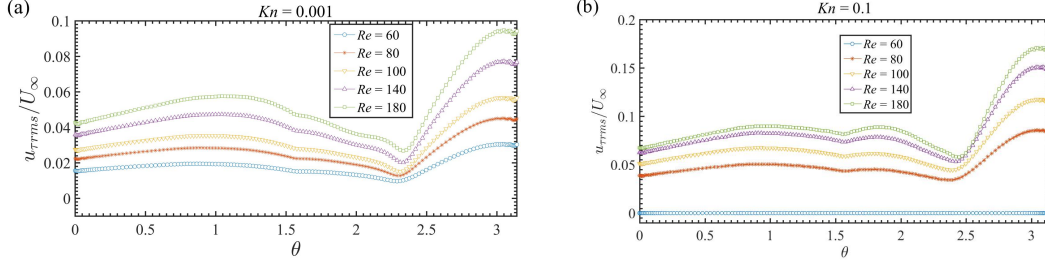 (a)
Kn = 0.001
0.1
0.08
0.06
0.04
0.02
0
u_τrms/U_∞
Re = 60
Re = 80
Re = 100
Re = 140
Re = 180
0 0.5 1 1.5 2 2.5 3
θ
(b)
Kn = 0.1
0.2
0.15
0.1
0.05
0
u_τrms/U_∞
Re = 60
Re = 80
Re = 100
Re = 140
Re = 180
0 0.5 1 1.5 2 2.5 3
θ